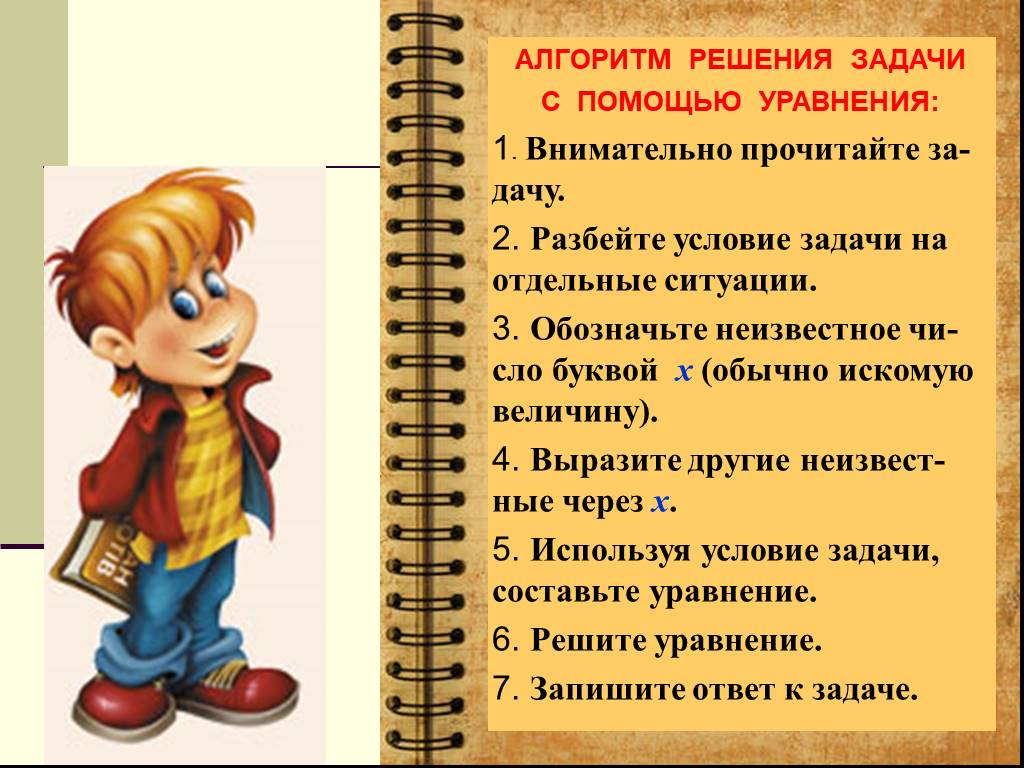 АЛГОРИТМ РЕШЕНИЯ ЗАДАЧИ
С ПОМОЩЬЮ УРАВНЕНИЯ:
1. Внимательно прочитайте за-
дачу.
2. Разбейте условие задачи на
отдельные ситуации.
3. Обозначьте неизвестное чи-
сло буквой х (обычно искомую
величину).
4. Выразите другие неизвест-
ные через х.
5. Используя условие задачи,
составьте уравнение.
6. Решите уравнение.
7. Запишите ответ к задаче.